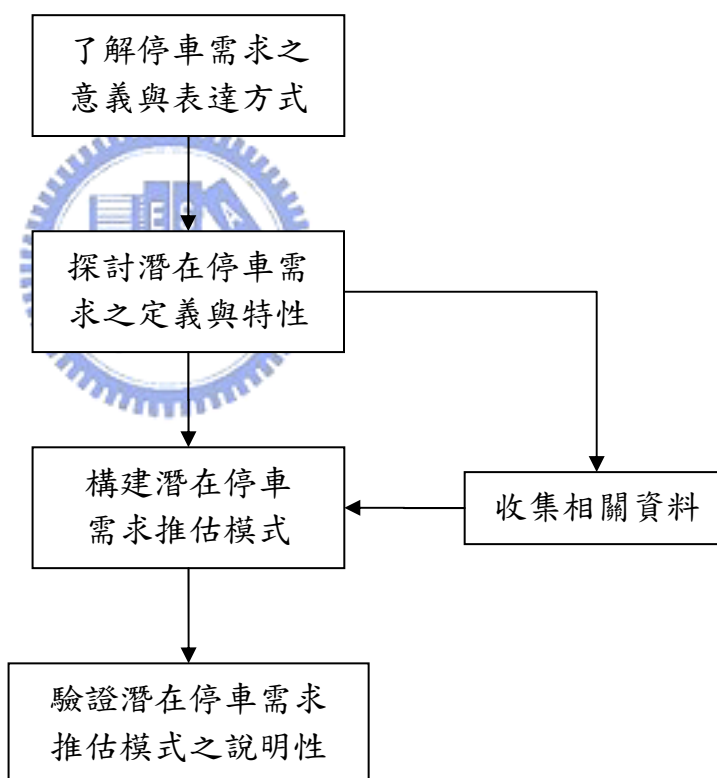 了解停車需求之
意義與表達方式
探討潛在停車需
求之定義與特性
構建潛在停車
需求推估模式
收集相關資料
驗證潛在停車需求
推估模式之說明性